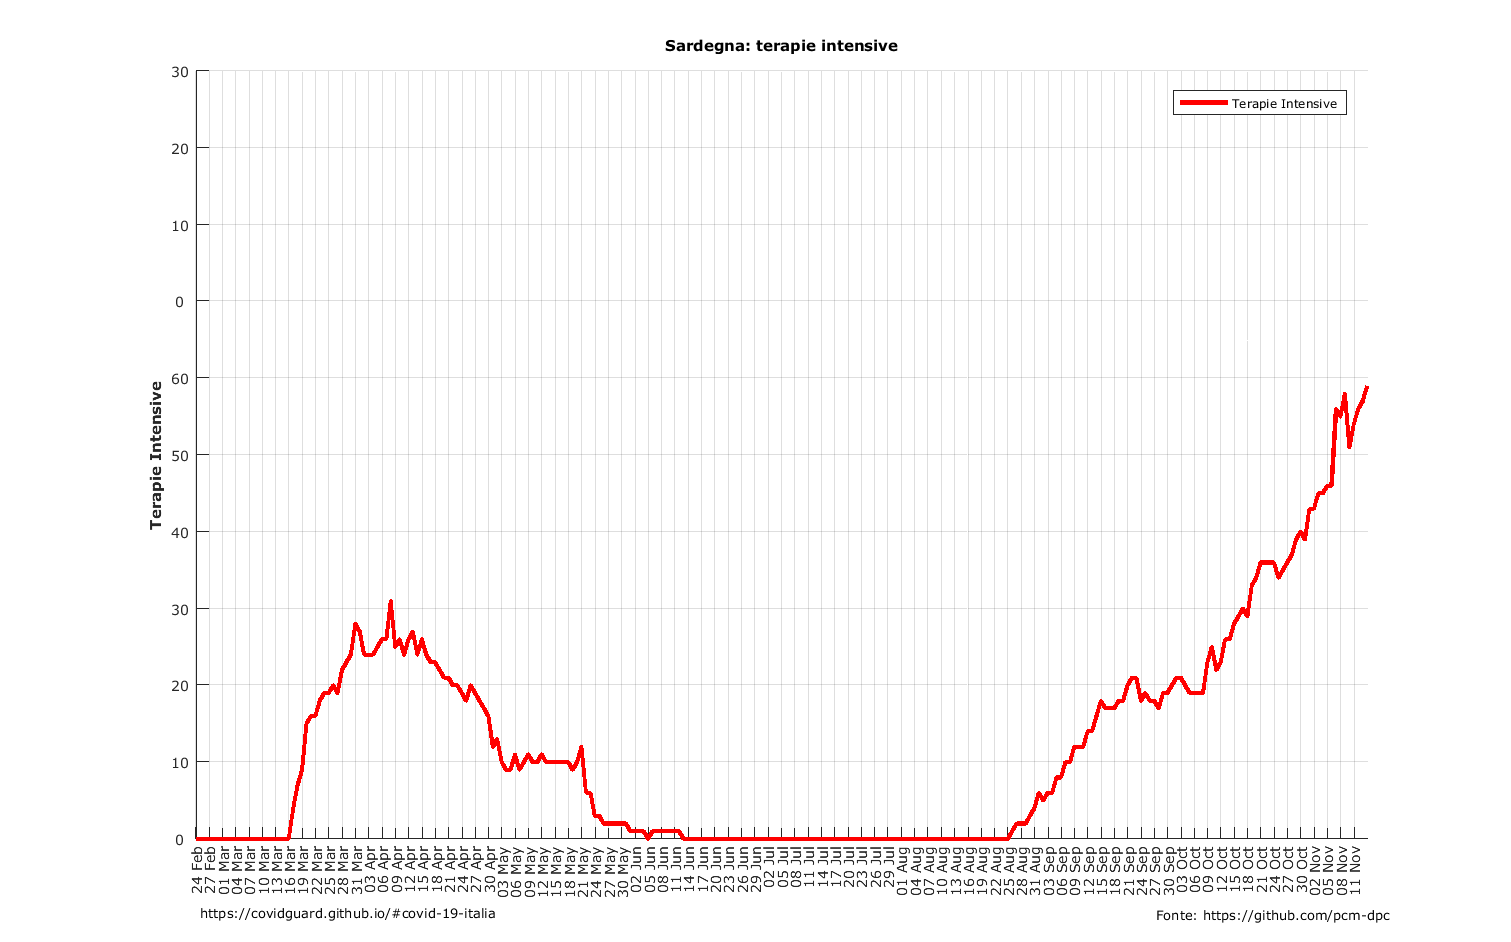 Sardegna: terapie intensive
Terapie Intensive
30
20
10
0
60
50
40
30
20
10
0
Terapie Intensive
24 Feb
27 Feb
01 Mar
04 Mar
07 Mar
10 Mar
13 Mar
16 Mar
19 Mar
22 Mar
25 Mar
28 Mar
31 Mar
03 Apr
06 Apr
09 Apr
12 Apr
15 Apr
18 Apr
21 Apr
24 Apr
27 Apr
30 Apr
03 May
06 May
09 May
12 May
15 May
18 May
21 May
24 May
27 May
30 May
02 Jun
05 Jun
08 Jun
11 Jun
14 Jun
17 Jun
20 Jun
23 Jun
26 Jun
29 Jun
02 Jul
05 Jul
08 Jul
11 Jul
14 Jul
17 Jul
20 Jul
23 Jul
26 Jul
29 Jul
01 Aug
04 Aug
07 Aug
10 Aug
13 Aug
16 Aug
19 Aug
22 Aug
25 Aug
28 Aug
31 Aug
03 Sep
06 Sep
09 Sep
12 Sep
15 Sep
18 Sep
21 Sep
24 Sep
27 Sep
30 Sep
03 Oct
06 Oct
09 Oct
12 Oct
15 Oct
18 Oct
21 Oct
24 Oct
27 Oct
30 Oct
02 Nov
05 Nov
08 Nov
11 Nov
https://covidguard.github.io/#covid-19-italia
Fonte: https://github.com/pcm-dpc